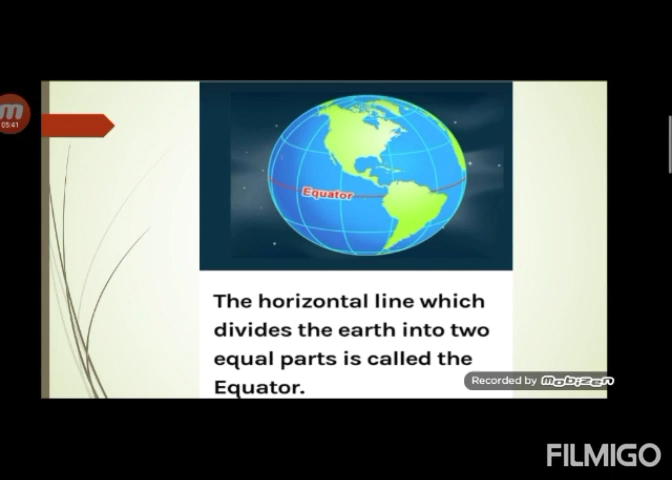 05:41
Equator
The horizontal line which
divides the earth into two
equal parts is called the
Equator.
Recorded by mobizen
FILMIGO